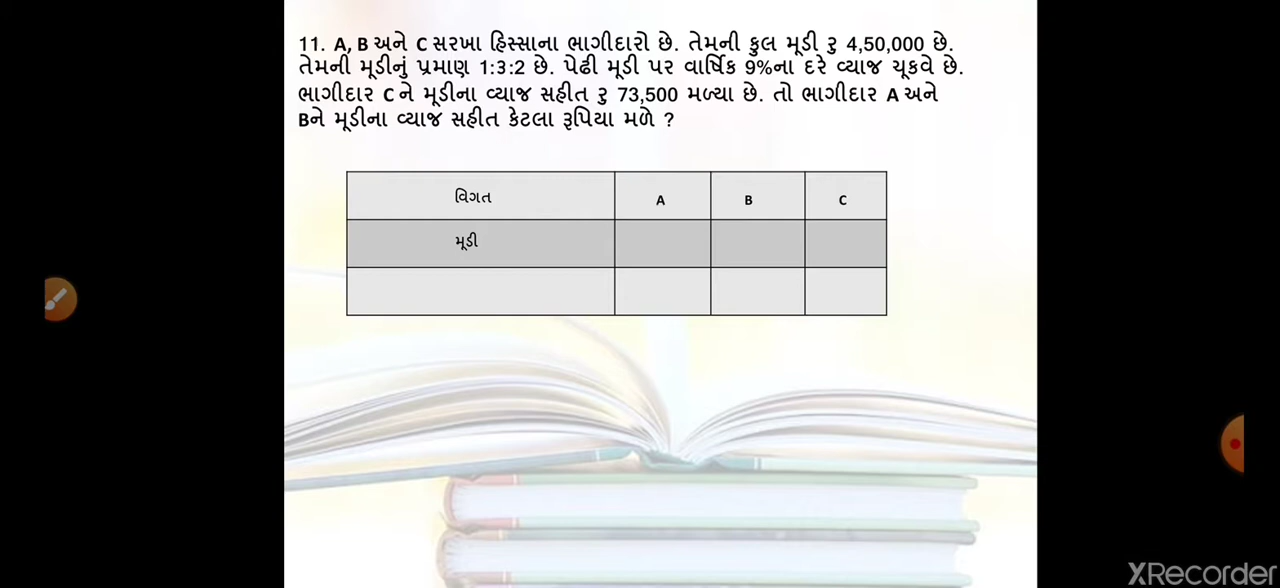 11. A, B અને C સરખા હિસ્સાના ભાગીદારો છે. તેમની કુલ મૂડી રુ 4,50,000 છે.
તેમની મૂડીનું પ્રમાણ 1:3:2 છે. પેઢી મૂડી પર વાર્ષિક 9%ના દરે વ્યાજ ચૂકવે છે.
ભાગીદાર C ને મૂડીના વ્યાજ સહીત રુ 73,500 મળ્યા છે. તો ભાગીદાર A અને
Bને મૂડીના વ્યાજ સહીત કેટલા રૂપિયા મળે ?
વિગત A B C
મૂડી
XRecorder